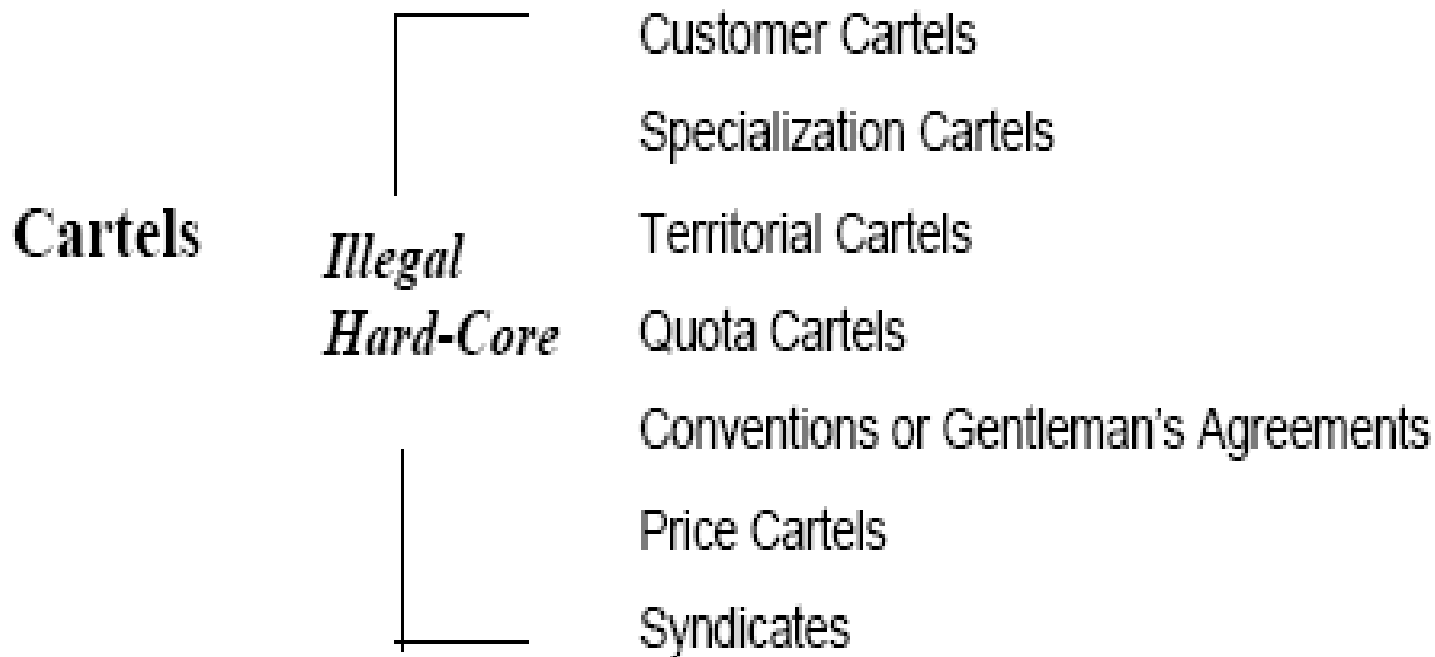 Cartels
Illegal
Hard-Core
Customer Cartels
Specialization Cartels
Territorial Cartels
Quota Cartels
Conventions or Gentleman's Agreements
Price Cartels
Syndicates